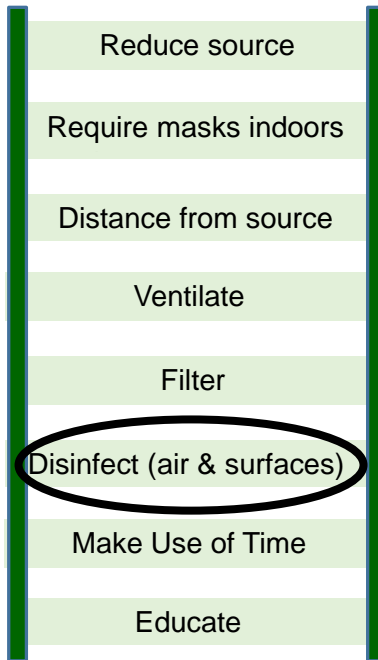 Reduce source
Require masks indoors
Distance from source
Ventilate
Filter
Disinfect (air & surfaces)
Make Use of Time
Educate